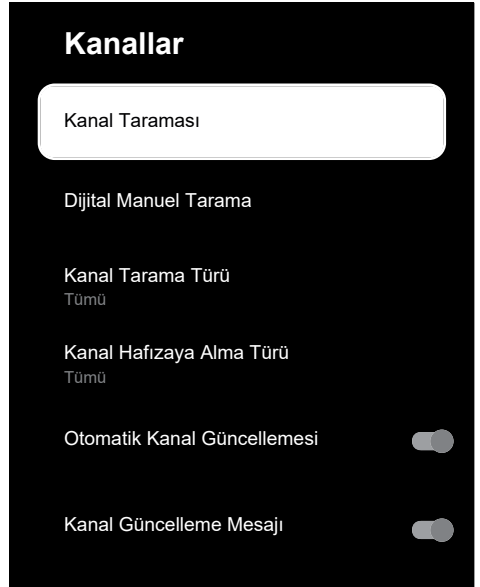 Kanallar
Kanal Taraması
Dijital Manuel Tarama
Kanal Tarama Türü
Tümü
Kanal Hafızaya Alma Türü
Tümü
Otomatik Kanal Güncellemesi
Kanal Güncelleme Mesajı